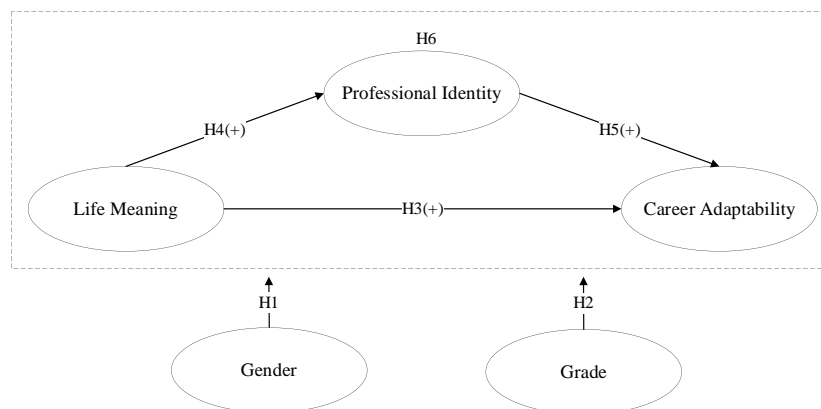 H6
Professional Identity
H4(+)
H5(+)
Life Meaning
H3(+)
Career Adaptability
H1
H2
Gender
Grade